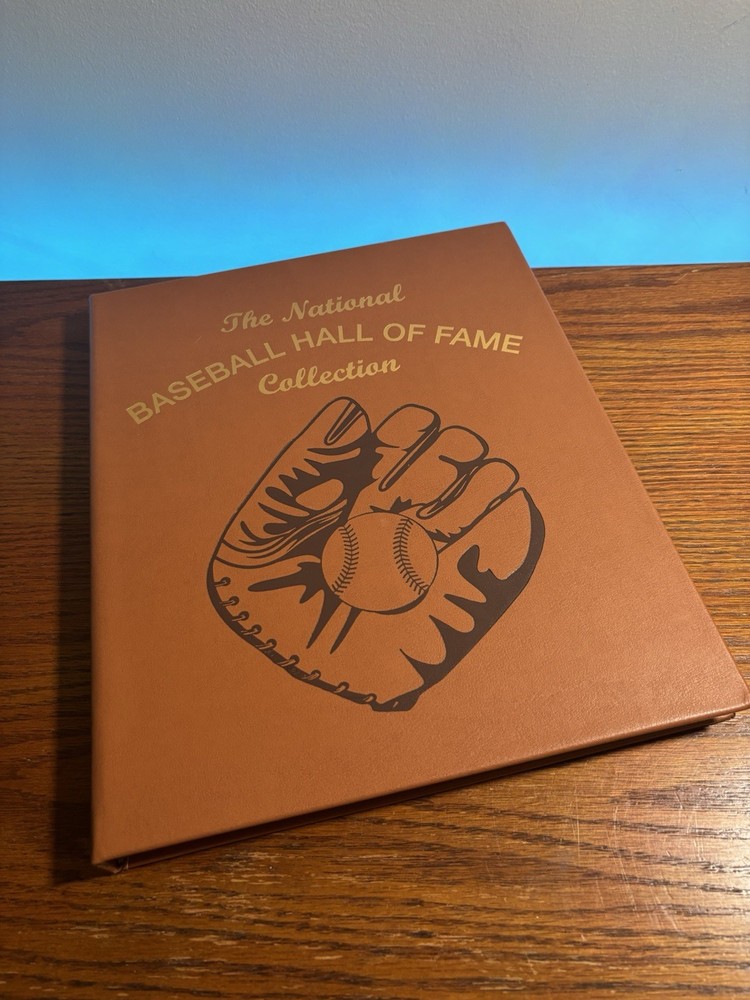 The National
BASEBALL HALL OF FAME
Collection